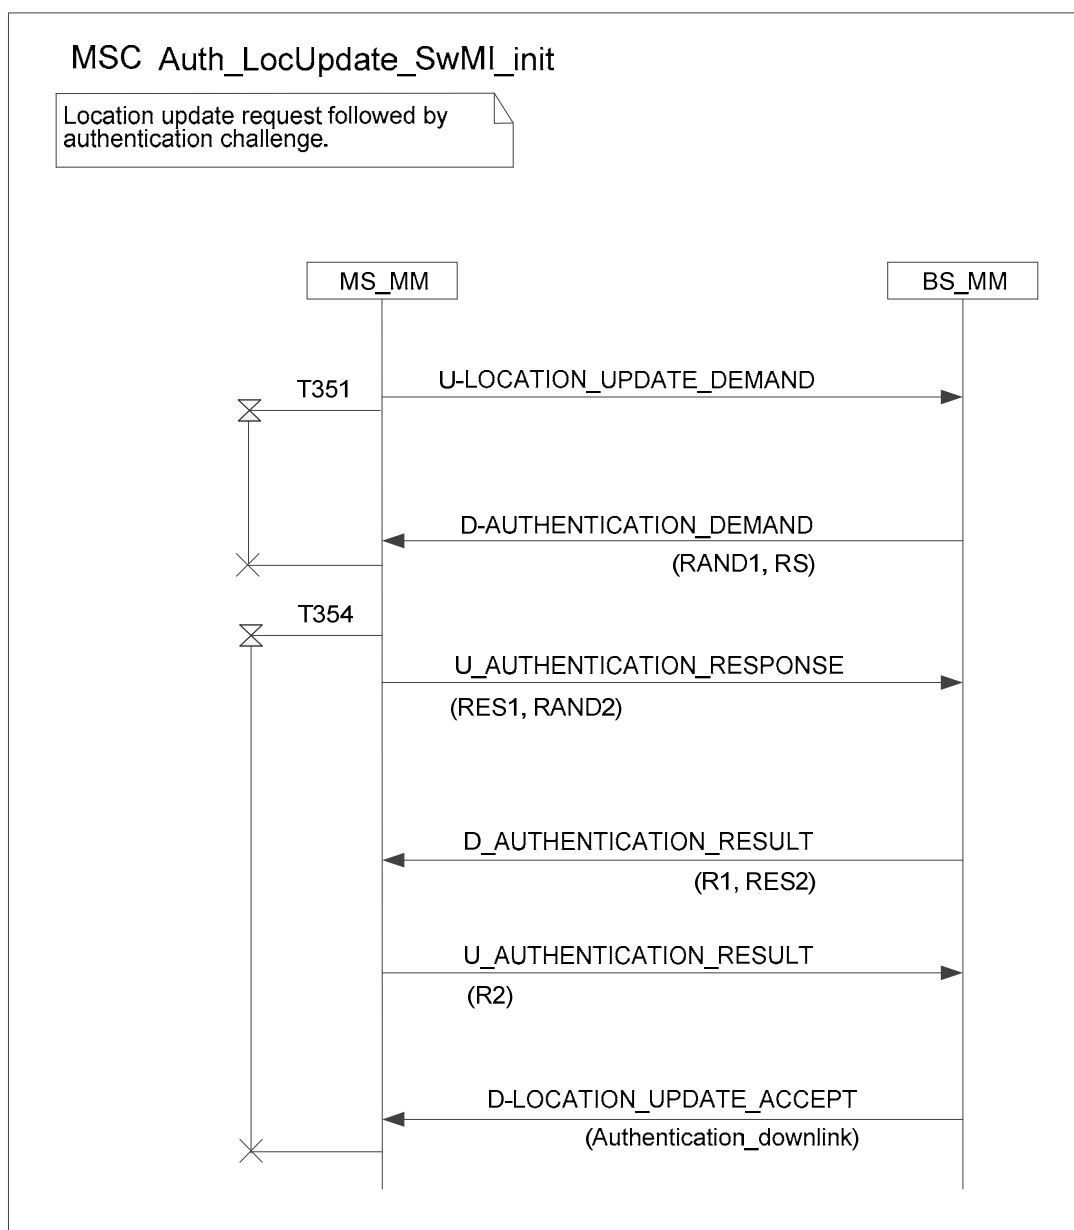 MSC Auth_LocUpdate_SwMI_init
Location update request followed by
authentication challenge.
MS_MM
BS_MM
T351
U-LOCATION_UPDATE_DEMAND
D-AUTHENTICATION_DEMAND
(RAND1, RS)
T354
U_AUTHENTICATION_RESPONSE
(RES1, RAND2)
D_AUTHENTICATION_RESULT
(R1, RES2)
U_AUTHENTICATION_RESULT
(R2)
D-LOCATION_UPDATE_ACCEPT
(Authentication_downlink)